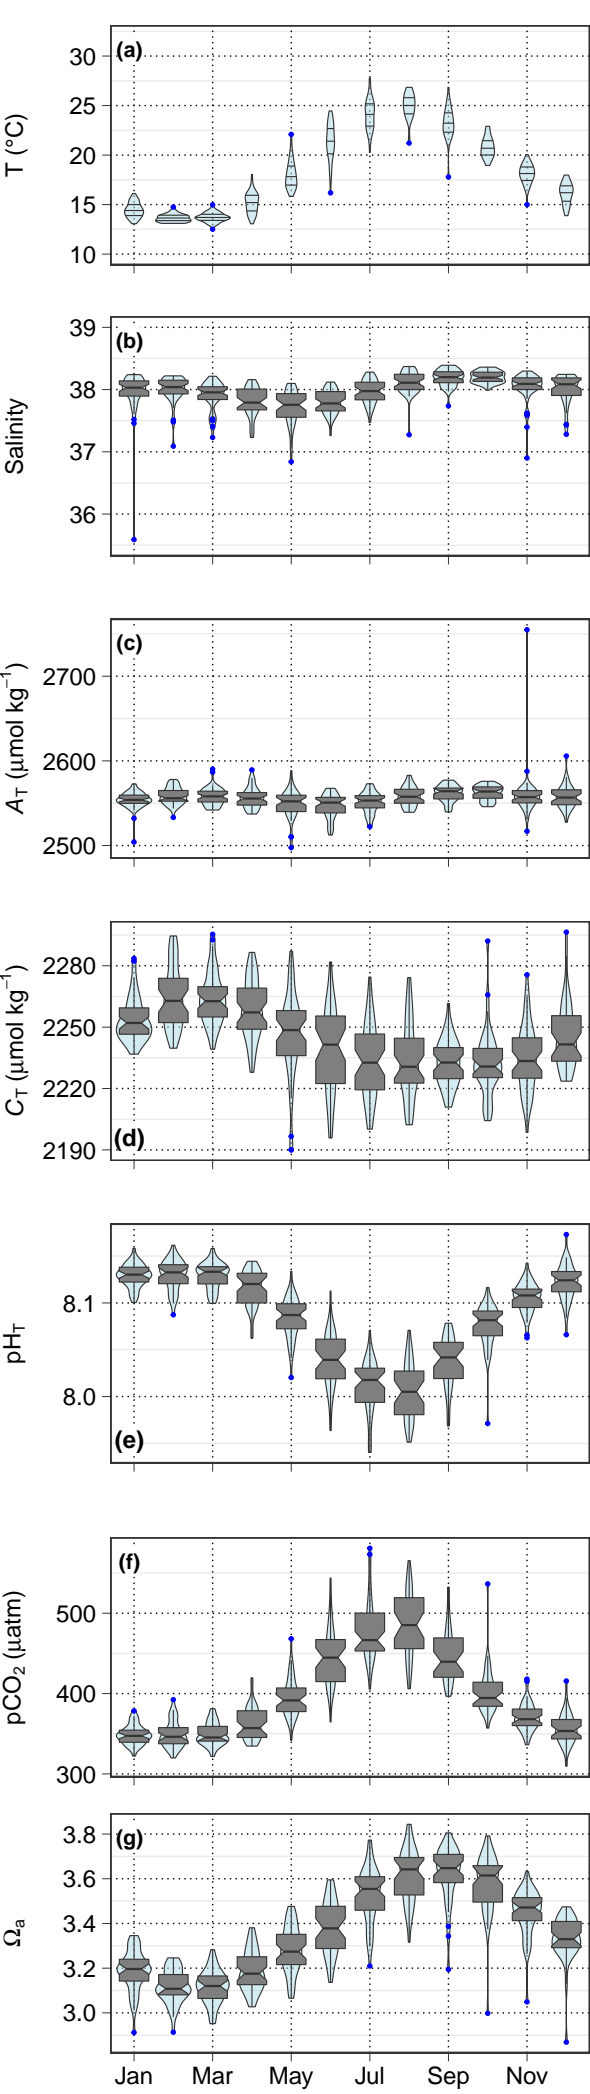 (a)
T (°C)
30
25
20
15
10
(b)
Salinity
39
38
37
36
(c)
A_T (μmol kg⁻¹)
2700
2600
2500
C_T (μmol kg⁻¹)
2280
2250
2220
2190
(d)
pH_T
8.1
8.0
(e)
(f)
pCO₂ (μatm)
500
400
300
(g)
Ωₐ
3.8
3.6
3.4
3.2
3.0
Jan Mar May Jul Sep Nov